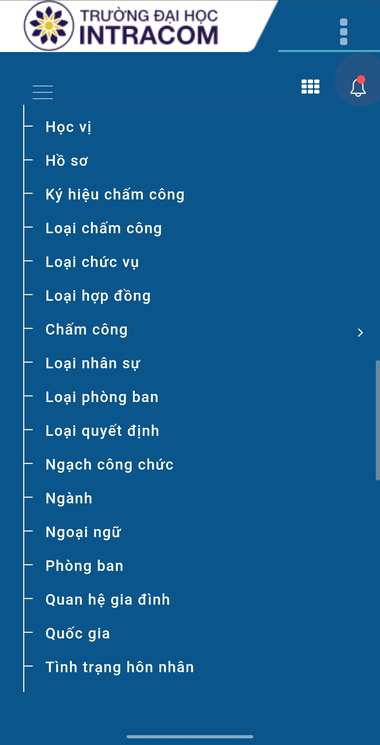 TRƯỜNG ĐẠI HỌC
INTRACOM
Học vị
Hồ sơ
Ký hiệu chấm công
Loại chấm công
Loại chức vụ
Loại hợp đồng
Chấm công
Loại nhân sự
Loại phòng ban
Loại quyết định
Ngạch công chức
Ngành
Ngoại ngữ
Phòng ban
Quan hệ gia đình
Quốc gia
Tình trạng hôn nhân